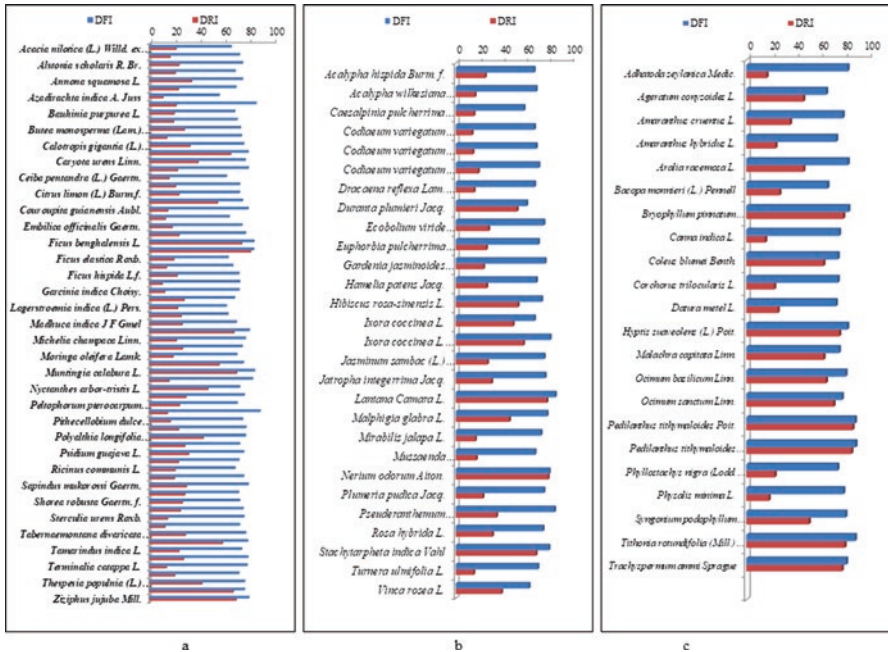 DFI DRI
0 20 40 60 80 100
Acacia nilotica (L.) Willd. ex...
Alstonia scholaris R. Br.
Annona squamosa L.
Azadirachta indica A. Juss
Bauhinia purpurea L.
Butea monosperma (Lam.)...
Calotropis gigantia (L.)...
Caryota urens Linn.
Ceiba pentandra (L.) Gaertn.
Citrus limon (L.) Burm.f.
Couroupita guianensis Aubl.
Embilica officinalis Gaertn.
Ficus benghalensis L.
Ficus elastica Roxb.
Ficus hispida L.f.
Garcinia indica Choisy.
Lagerstroemia indica (L.) Pers.
Madhuca indica J F Gmel
Michelia champaca Linn.
Moringa oleifera Lamk.
Muntingia calabura L.
Nyctanthes arbor-tristis L.
Peltophorum pterocarpum...
Pithecellobium dulce...
Polyalthia longifolia...
Psidium guajava L.
Ricinus communis L.
Sapindus mukorossi Gaertn.
Shorea robusta Gaertn. f.
Sterculia urens Roxb.
Tabernaemontana divaricata...
Tamarindus indica L.
Terminalia catappa L.
Thespesia populnia (L.)...
Ziziphus jujuba Mill.
a
DFI DRI
0 20 40 60 80 100
Acalypha hispida Burm. f.
Acalypha wilkesiana...
Caesalpinia pulcherrima...
Codiaeum variegatum...
Codiaeum variegatum...
Codiaeum variegatum...
Dracaena reflexa Lam.
Duranta plumieri Jacq.
Ecobolium viride...
Euphorbia pulcherrima...
Gardenia jasminoides...
Hamelia patens Jacq.
Hibiscus rosa-sinensis L.
Ixora coccinea L.
Ixora coccinea L...
Jasminum sambac (L.)...
Jatropha integerrima Jacq.
Lantana Camara L.
Malphigia glabra L.
Mirabilis jalapa L.
Mussaenda...
Nerium odorum Aiton.
Plumeria pudica Jacq.
Pseuderanthemum...
Rosa hybrida L.
Stachytarpheta indica Vahl
Turnera ulmifolia L.
Vinca rosea L.
b
DFI DRI
0 20 40 60 80 100
Adhatoda zeylanica Medic.
Ageratum conyzoides L.
Amaranthus cruentus L.
Amaranthus hybridus L.
Aralia racemosa L.
Bacopa monnieri (L.) Pennell
Bryophyllum pinnatum...
Canna indica L.
Coleus blumei Benth.
Corchorus trilocularis L.
Datura metel L.
Hyptis suaveolens (L.) Poit.
Malachra capitata Linn.
Ocimum basilicum Linn.
Ocimum sanctum Linn.
Pedilanthus tithymaloides Poit.
Pedilanthus tithymaloides...
Phyllostachys nigra (Lodd...
Physalis minima L.
Syngonium podophyllum...
Tithonia rotundifolia (Mill.)...
Trachyspermum ammi Sprague
c